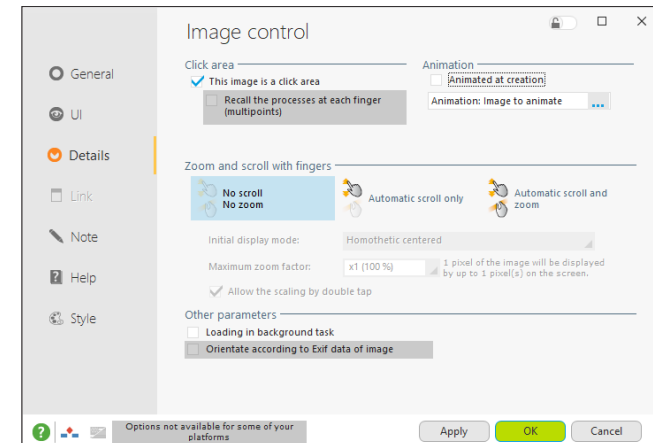 Image control
General
UI
Details
Link
Note
Help
Style
Click area
This image is a click area
Recall the processes at each finger
(multipoints)
Animation
Animated at creation
Animation: Image to animate
...
Zoom and scroll with fingers
No scroll
No zoom
Automatic scroll only
Automatic scroll and
zoom
Initial display mode:
Homothetic centered
Maximum zoom factor:
x1 (100 %)
1 pixel of the image will be displayed
by up to 1 pixel(s) on the screen.
Allow the scaling by double tap
Other parameters
Loading in background task
Orientate according to Exif data of image
Options not available for some of your
platforms
Apply
OK
Cancel